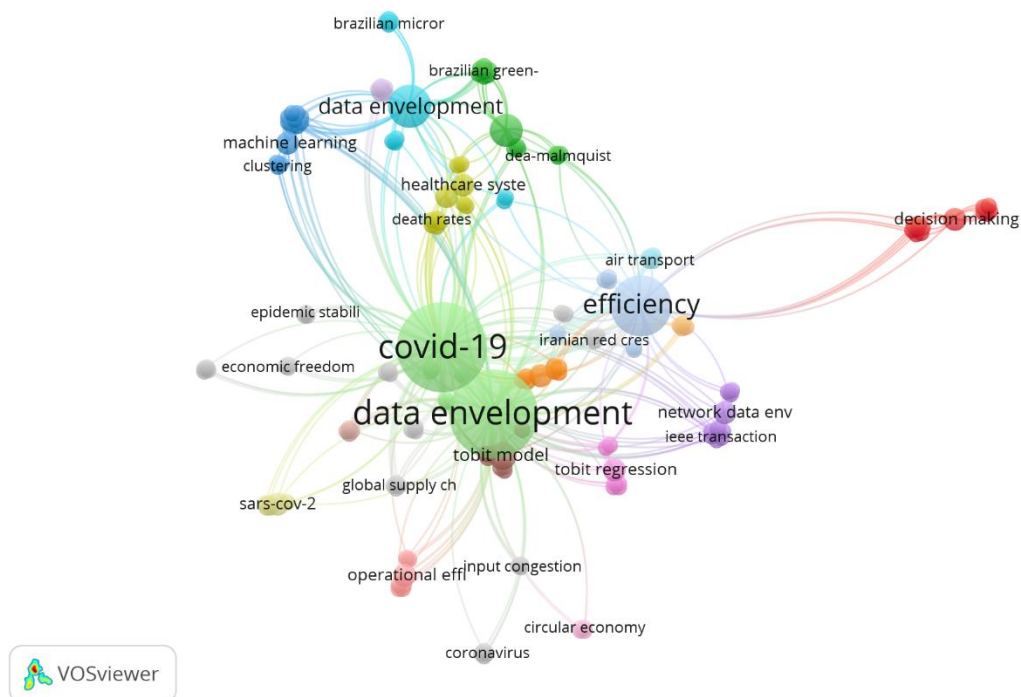 brazilian micror
brazilian green-
data envelopment
machine learning
dea-malmquist
clustering
healthcare syste
death rates
decision making
air transport
efficiency
epidemic stabili
iranian red cres
covid-19
economic freedom
data envelopment
network data env
ieee transaction
tobit model
tobit regression
global supply ch
sars-cov-2
operational effi
input congestion
circular economy
coronavirus
VOSviewer